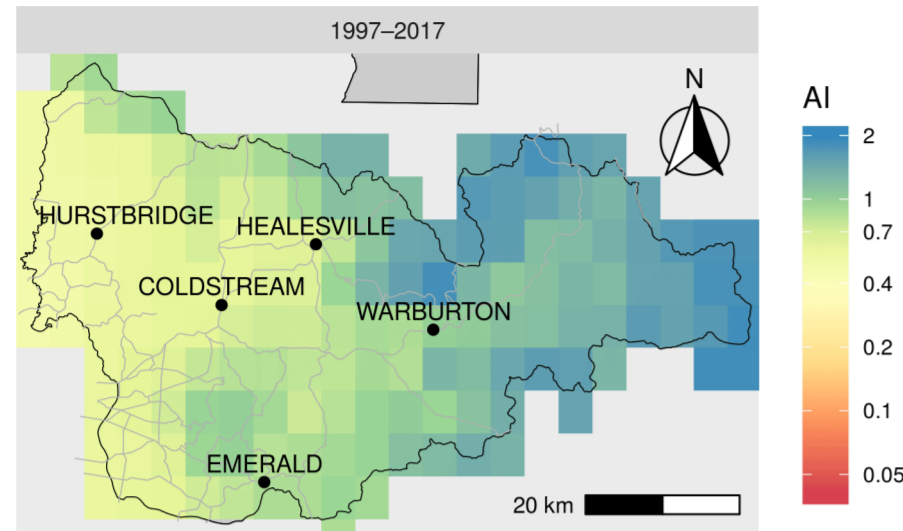 1997–2017
N
AI
2
1
0.7
0.4
0.2
0.1
0.05
HURSTBRIDGE
HEALESVILLE
COLDSTREAM
WARBURTON
EMERALD
20 km